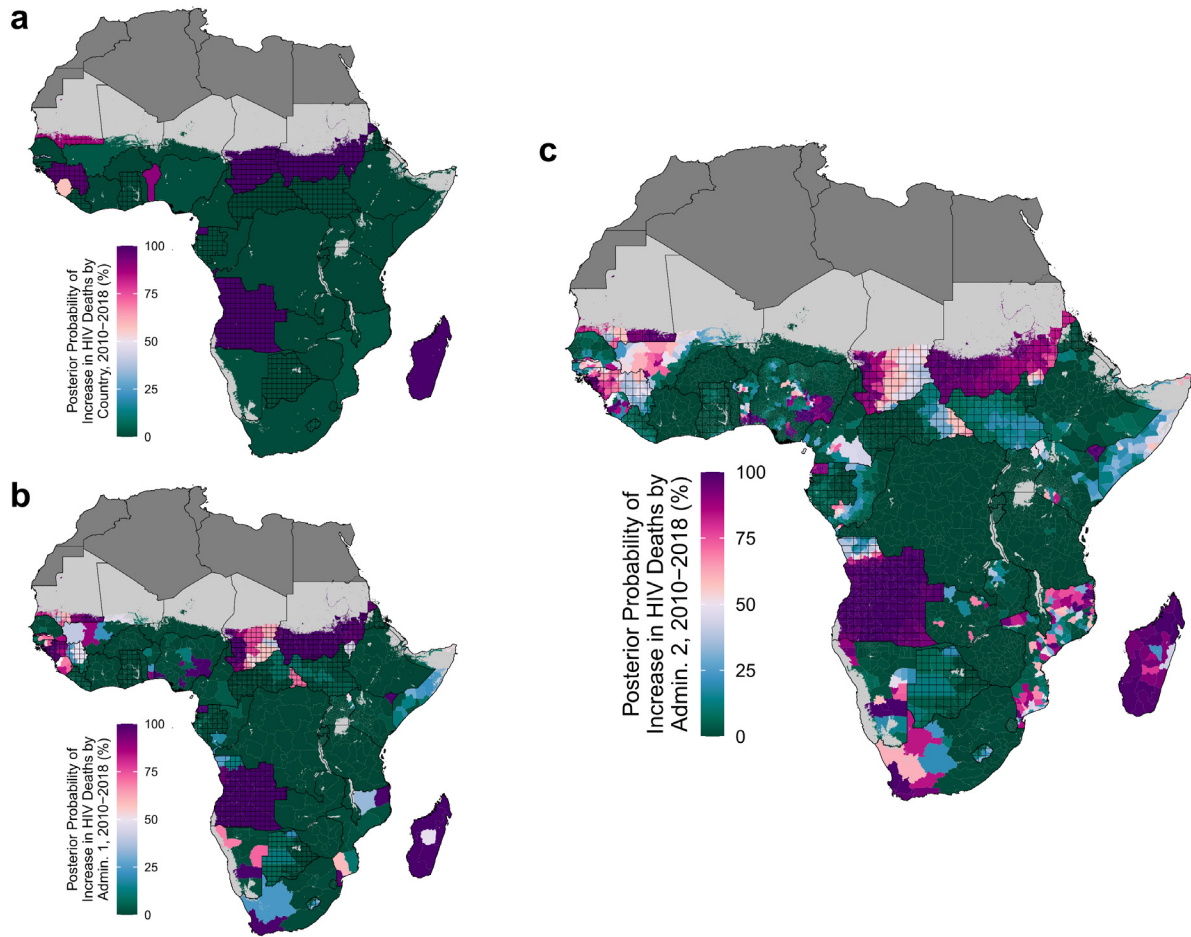 a
Posterior Probability of
Increase in HIV Deaths by
Country, 2010−2018 (%)
100
75
50
25
0
b
Posterior Probability of
Increase in HIV Deaths by
Admin. 1, 2010−2018 (%)
100
75
50
25
0
c
Posterior Probability of
Increase in HIV Deaths by
Admin. 2, 2010−2018 (%)
100
75
50
25
0